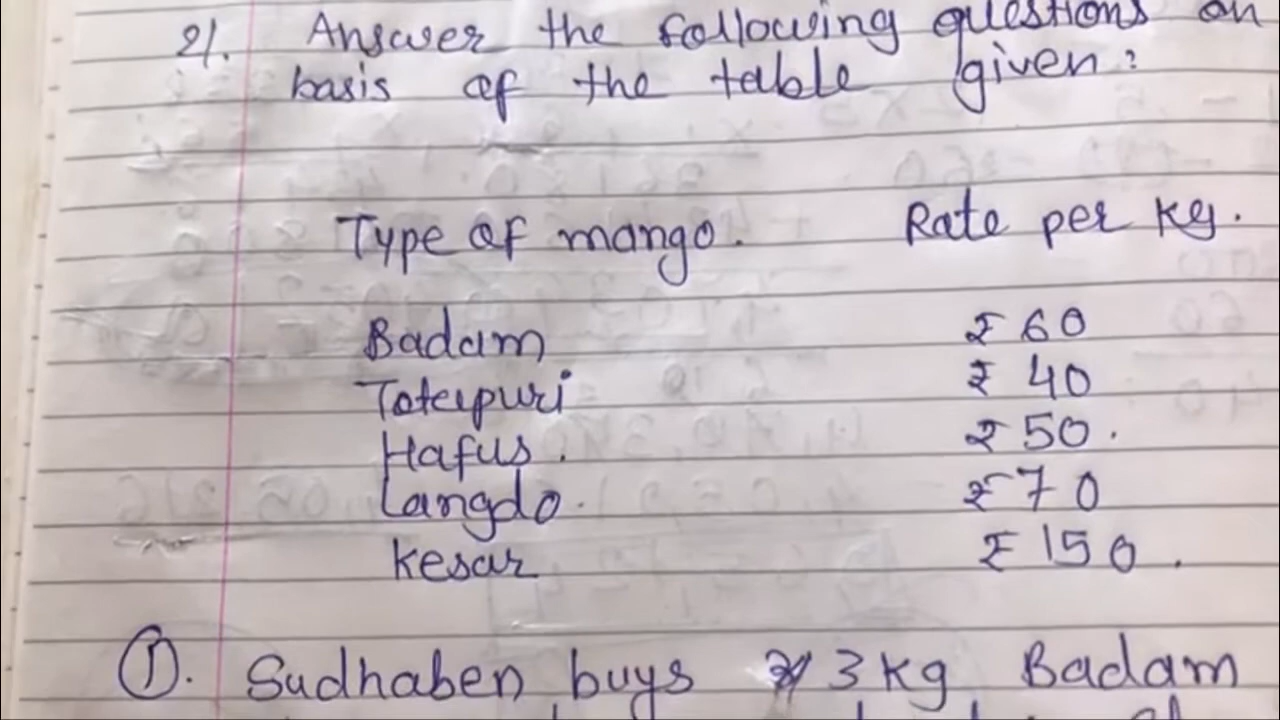 21. Answer the following questions on
basis of the table given:
Type of mango. Rate per kg.
Badam ₹ 60
Totapuri ₹ 40
Hafus. ₹ 50.
Langdo. ₹ 70
Kesar ₹ 150.
①. Sudhaben buys 3 kg Badam